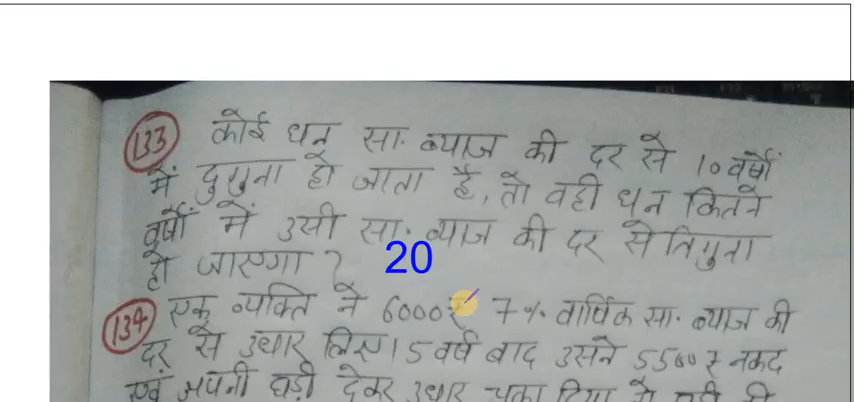 (133) कोई धन सा. ब्याज की दर से 10 वर्षों
में दुगुना हो जाता है, तो वही धन कितने
वर्षों में उसी सा. ब्याज की दर से तिगुना
हो जाएगा ? 20
(134) एक व्यक्ति ने 6000₹ 7% वार्षिक सा. ब्याज की
दर से उधार लिए। 5 वर्ष बाद उसने 5500₹ नकद
एवं अपनी घड़ी देकर उधार चुका दिया